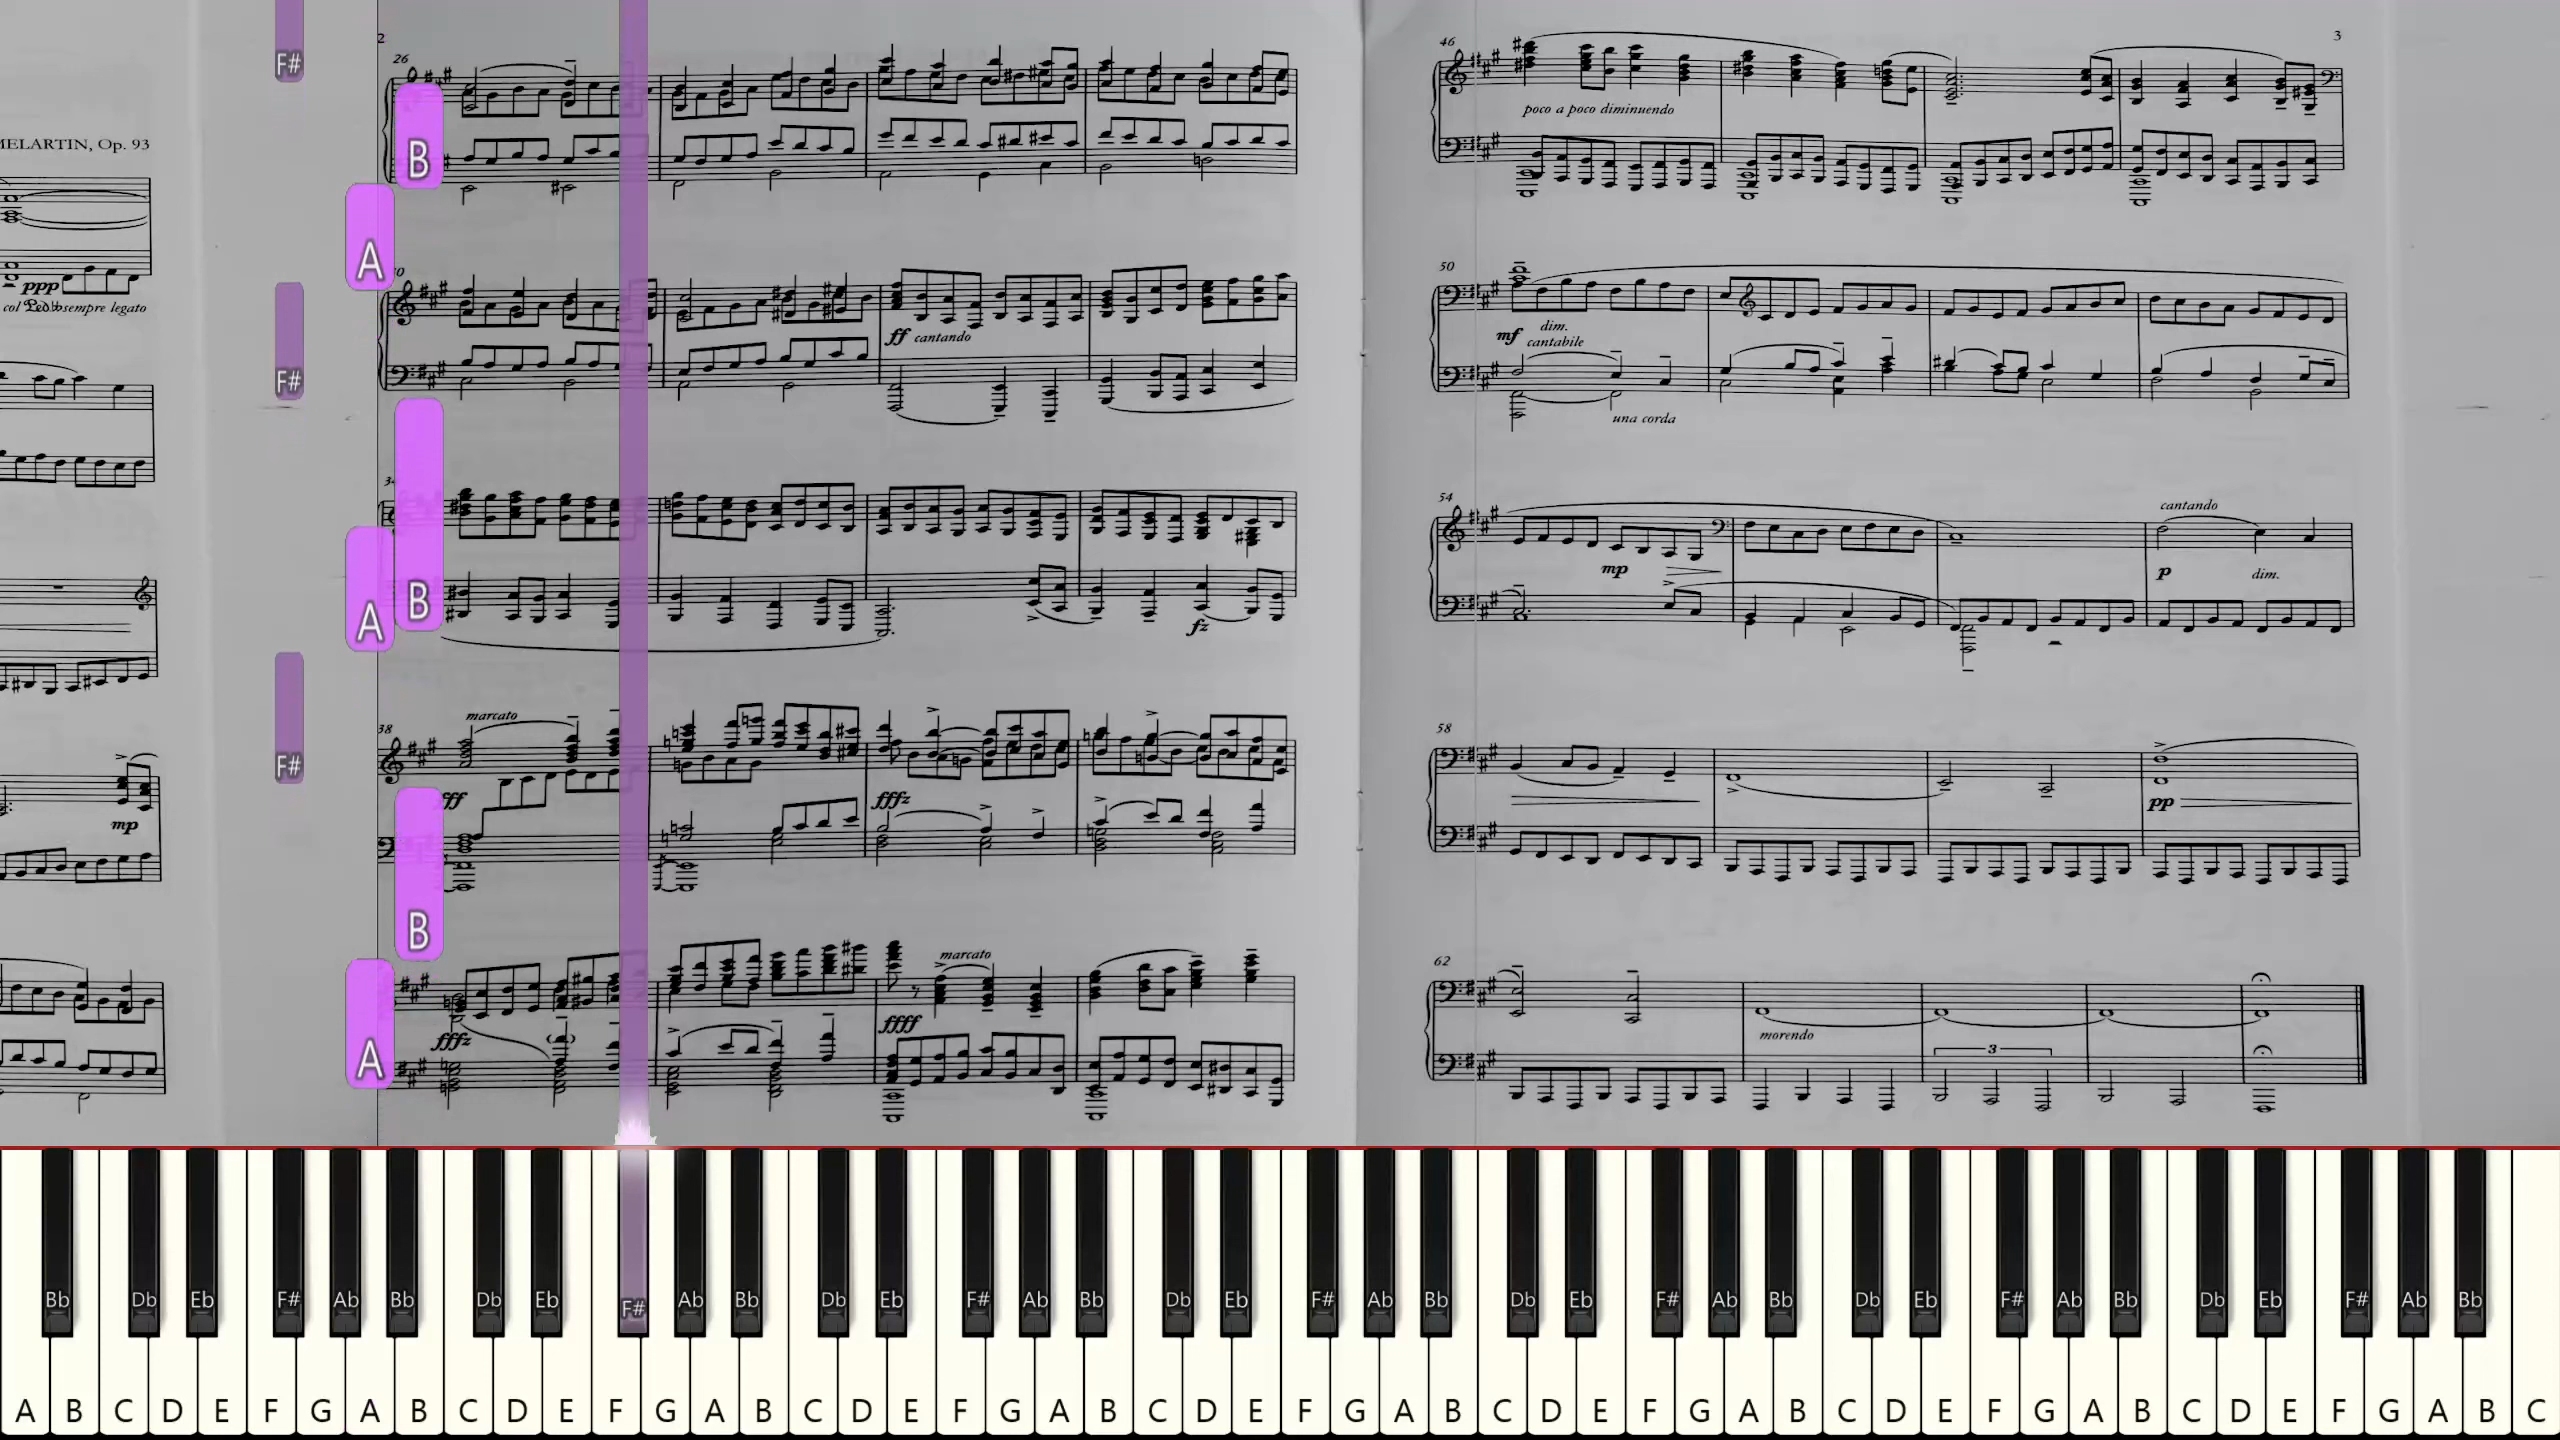 2
3
26
46
MELARTIN, Op. 93
poco a poco diminuendo
F#
B
A
ppp
col Ped. sempre legato
50
ff cantando
mf
dim.
cantabile
una corda
F#
B
A
fz
54
cantando
mp
p
dim.
F#
38
marcato
fff
fffz
mp
58
pp
B
A
fffz
marcato
ffff
62
morendo
3
Bb Db Eb F# Ab Bb Db Eb F# Ab Bb Db Eb F# Ab Bb Db Eb F# Ab Bb Db Eb F# Ab Bb Db Eb F# Ab Bb Db Eb F# Ab Bb
A B C D E F G A B C D E F G A B C D E F G A B C D E F G A B C D E F G A B C D E F G A B C D E F G A B C